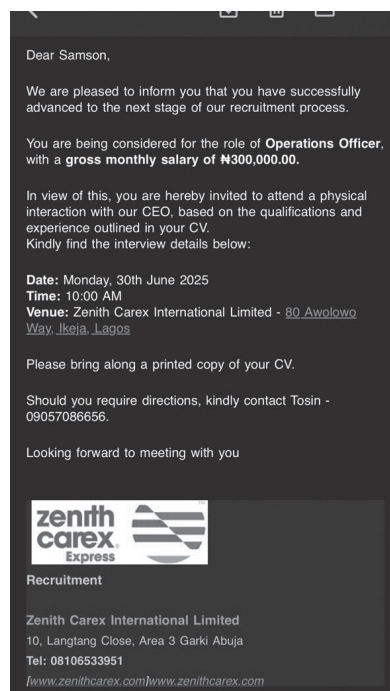 Dear Samson,
We are pleased to inform you that you have successfully
advanced to the next stage of our recruitment process.
You are being considered for the role of Operations Officer,
with a gross monthly salary of ₦300,000.00.
In view of this, you are hereby invited to attend a physical
interaction with our CEO, based on the qualifications and
experience outlined in your CV.
Kindly find the interview details below:
Date: Monday, 30th June 2025
Time: 10:00 AM
Venue: Zenith Carex International Limited - 80 Awolowo
Way, Ikeja, Lagos
Please bring along a printed copy of your CV.
Should you require directions, kindly contact Tosin -
09057086656.
Looking forward to meeting with you
zenith
carex
Express
Recruitment
Zenith Carex International Limited
10, Langtang Close, Area 3 Garki Abuja
Tel: 08106533951
[www.zenithcarex.com]www.zenithcarex.com